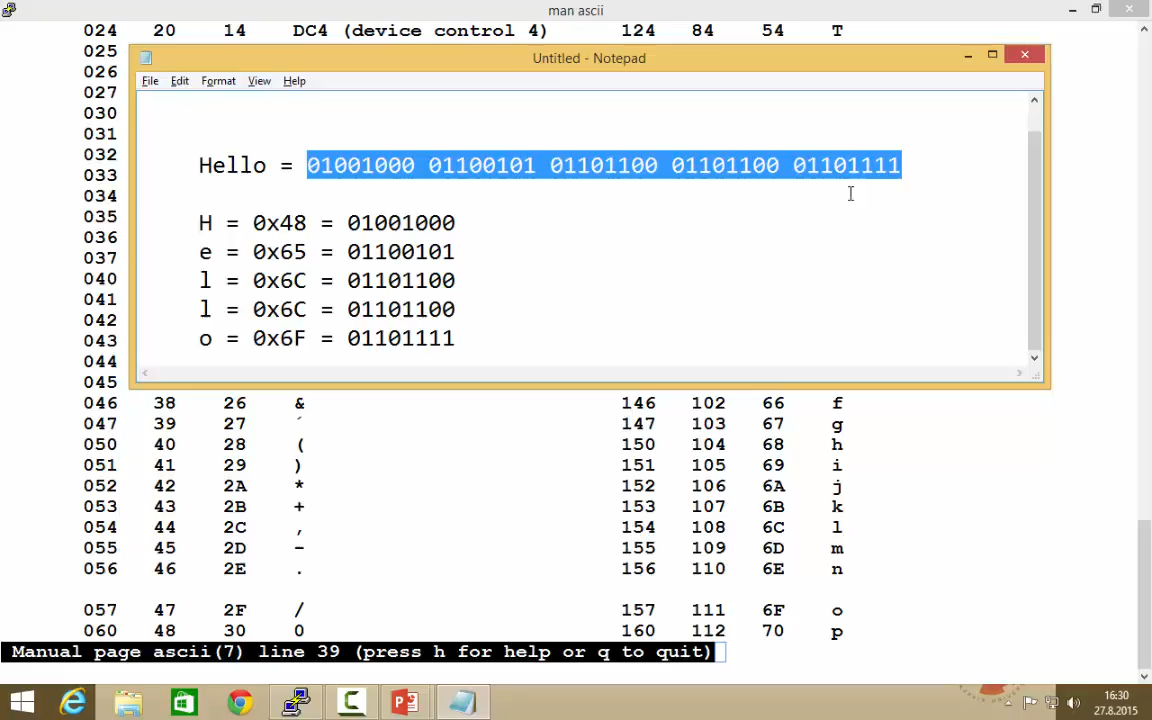 man ascii
024 20 14 DC4 (device control 4) 124 84 54 T
025
026
027
030
031
032
033
034
035
036
037
040
041
042
043
044
045
Untitled - Notepad
File Edit Format View Help
Hello = 01001000 01100101 01101100 01101100 01101111
H = 0x48 = 01001000
e = 0x65 = 01100101
l = 0x6C = 01101100
l = 0x6C = 01101100
o = 0x6F = 01101111
046 38 26 & 146 102 66 f
047 39 27 ´ 147 103 67 g
050 40 28 ( 150 104 68 h
051 41 29 ) 151 105 69 i
052 42 2A * 152 106 6A j
053 43 2B + 153 107 6B k
054 44 2C , 154 108 6C l
055 45 2D - 155 109 6D m
056 46 2E . 156 110 6E n
057 47 2F / 157 111 6F o
060 48 30 0 160 112 70 p
Manual page ascii(7) line 39 (press h for help or q to quit)
16:30
27.8.2015